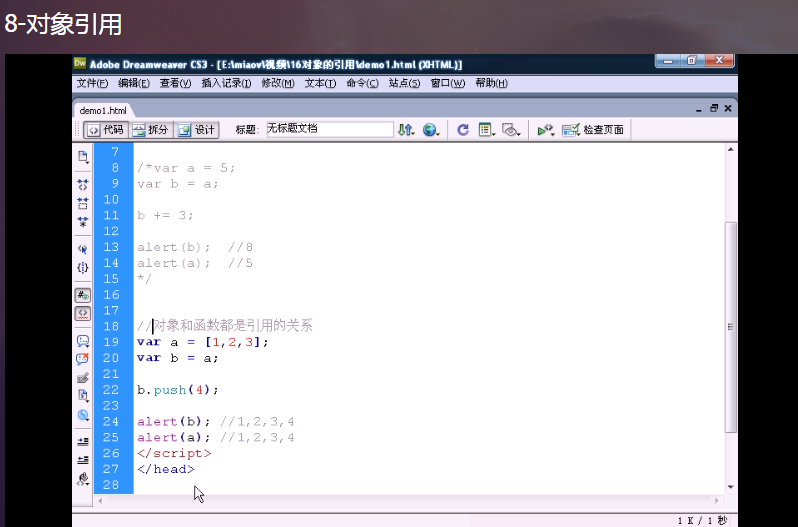 8-对象引用
Adobe Dreamweaver CS3 - [E:\miaov\视频\16对象的引用\demo1.html (XHTML)]
文件(F) 编辑(E) 查看(V) 插入记录(I) 修改(M) 文本(T) 命令(C) 站点(S) 窗口(W) 帮助(H)
demo1.html
代码 拆分 设计 标题: 无标题文档 检查页面
7
8 /*var a = 5;
9 var b = a;
10
11 b += 3;
12
13 alert(b); //8
14 alert(a); //5
15 */
16
17
18 //对象和函数都是引用的关系
19 var a = [1,2,3];
20 var b = a;
21
22 b.push(4);
23
24 alert(b); //1,2,3,4
25 alert(a); //1,2,3,4
26 </script>
27 </head>
28
1 K / 1 秒